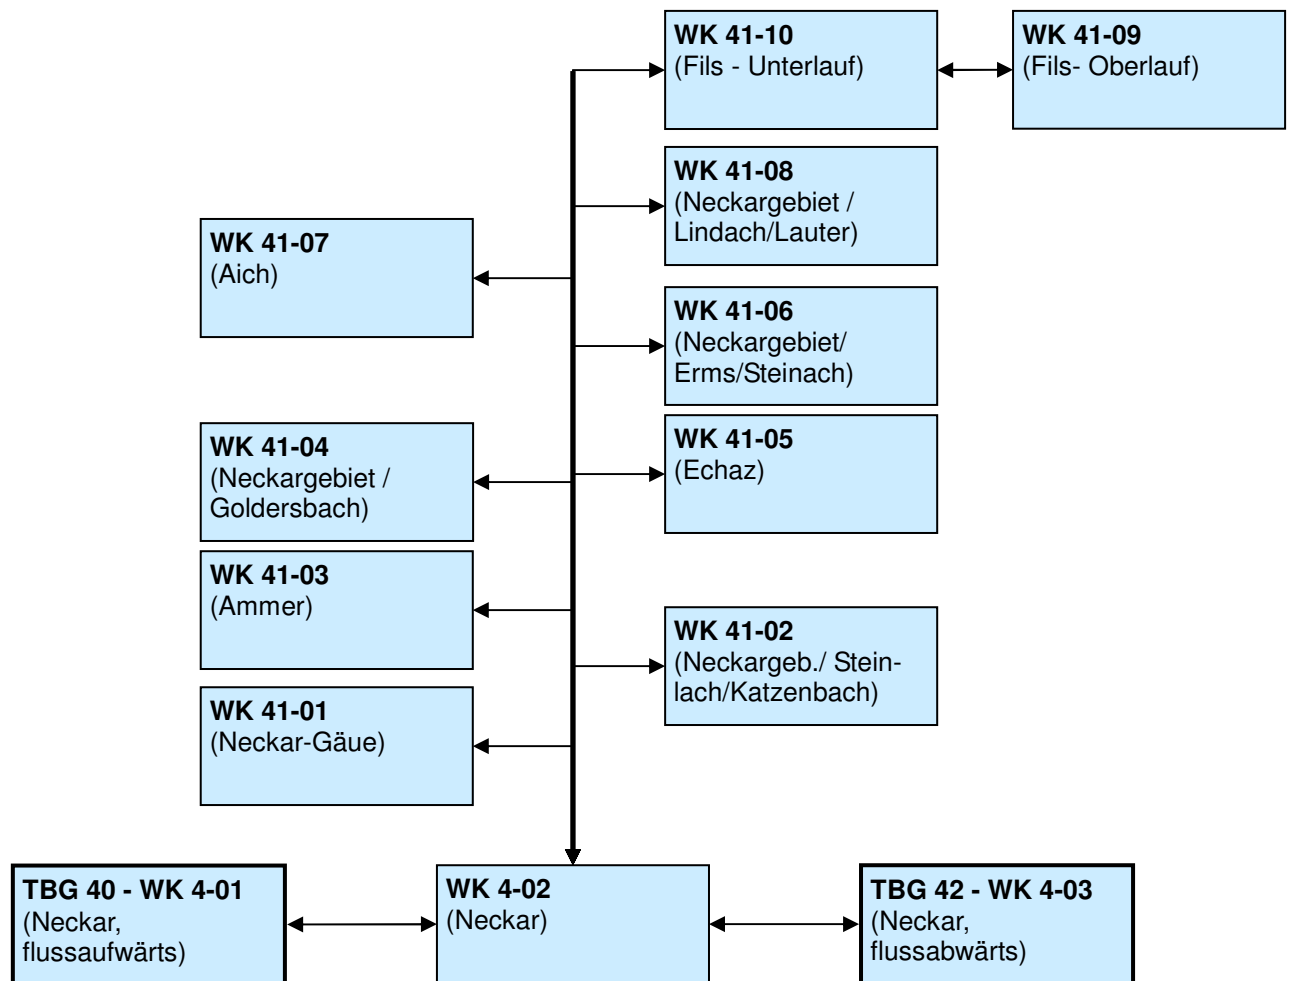 WK 41-10
(Fils - Unterlauf)
WK 41-09
(Fils- Oberlauf)
WK 41-08
(Neckargebiet /
Lindach/Lauter)
WK 41-07
(Aich)
WK 41-06
(Neckargebiet/
Erms/Steinach)
WK 41-04
(Neckargebiet /
Goldersbach)
WK 41-05
(Echaz)
WK 41-03
(Ammer)
WK 41-02
(Neckargeb./ Stein-
lach/Katzenbach)
WK 41-01
(Neckar-Gäue)
TBG 40 - WK 4-01
(Neckar,
flussaufwärts)
WK 4-02
(Neckar)
TBG 42 - WK 4-03
(Neckar,
flussabwärts)